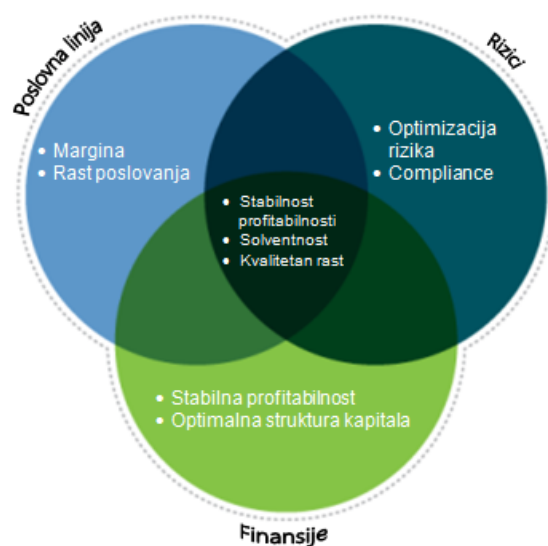 Poslovna linija
Rizici
• Margina
• Rast poslovanja
• Optimizacija
rizika
• Compliance
• Stabilnost
profitabilnosti
• Solventnost
• Kvalitetan rast
• Stabilna profitabilnost
• Optimalna struktura kapitala
Finansije